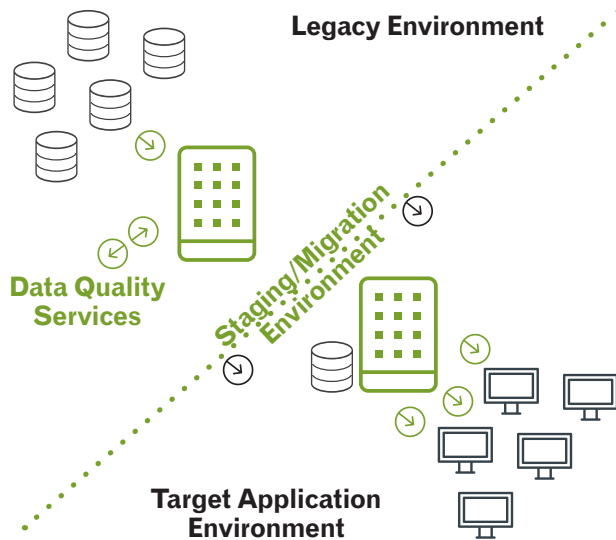 Legacy Environment
Staging/Migration
Environment
Data Quality
Services
Target Application
Environment